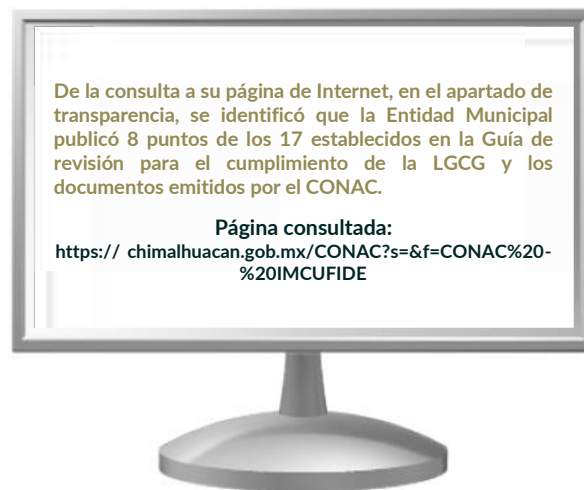 De la consulta a su página de Internet, en el apartado de
transparencia, se identificó que la Entidad Municipal
publicó 8 puntos de los 17 establecidos en la Guía de
revisión para el cumplimiento de la LGCG y los
documentos emitidos por el CONAC.
Página consultada:
https:// chimalhuacan.gob.mx/CONAC?s=&f=CONAC%20-
%20IMCUFIDE